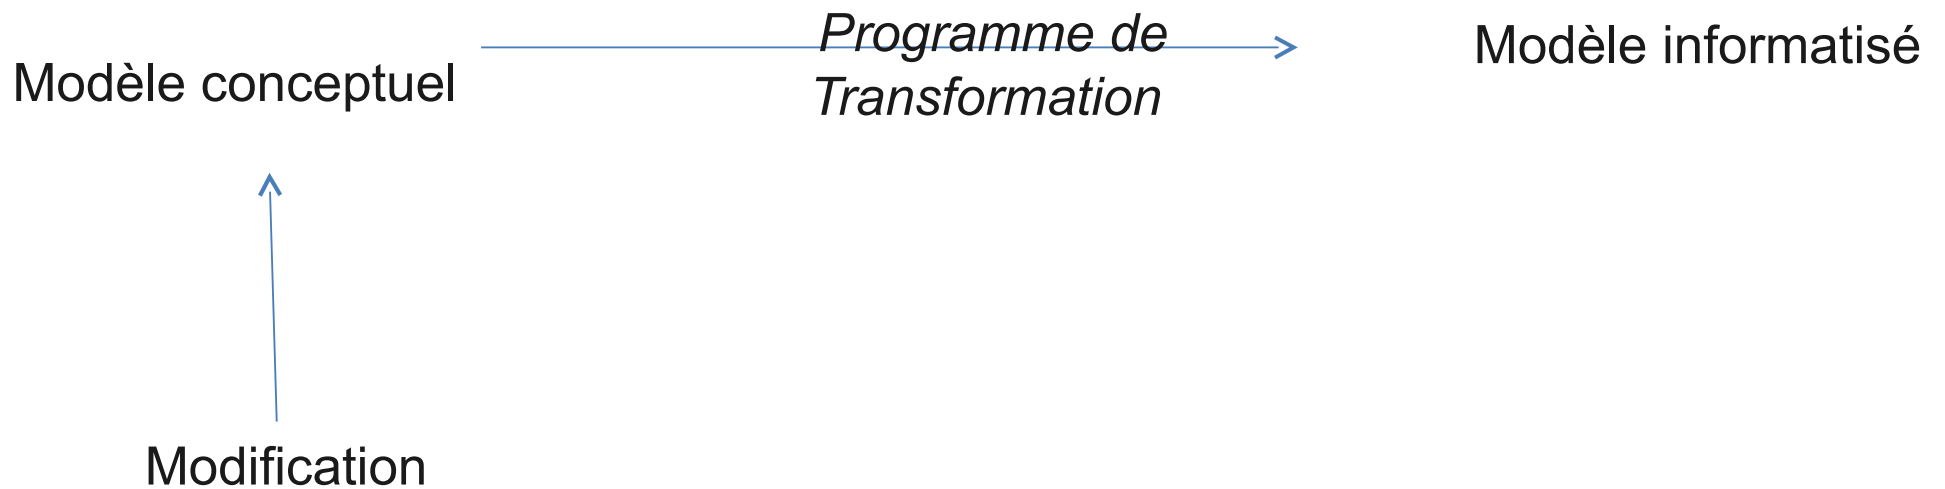 Modèle conceptuel
Programme de
Transformation
Modèle informatisé
Modification